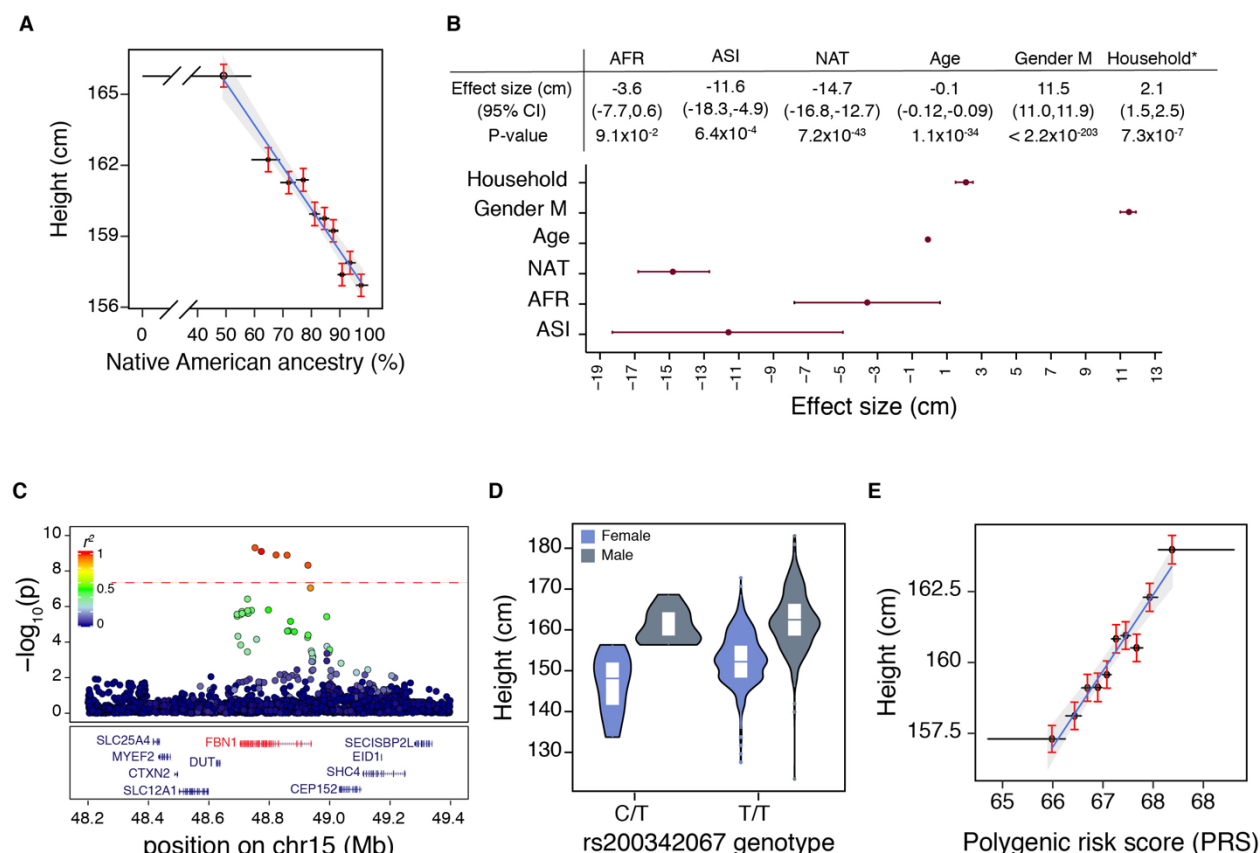 A
Height (cm)
165
162
159
156
0 40 50 60 70 80 90 100
Native American ancestry (%)
B
AFR ASI NAT Age Gender M Household*
Effect size (cm) -3.6 -11.6 -14.7 -0.1 11.5 2.1
(95% CI) (-7.7,0.6) (-18.3,-4.9) (-16.8,-12.7) (-0.12,-0.09) (11.0,11.9) (1.5,2.5)
P-value 9.1x10⁻² 6.4x10⁻⁴ 7.2x10⁻⁴³ 1.1x10⁻³⁴ < 2.2x10⁻²⁰³ 7.3x10⁻⁷
Household
Gender M
Age
NAT
AFR
ASI
−19 −17 −15 −13 −11 −9 −7 −5 −3 −1 1 3 5 7 9 11 13
Effect size (cm)
C
−log₁₀(p)
10
8
6
4
2
0
r²
1
0.5
0
SLC25A4 FBN1 SECISBP2L
MYEF2 DUT EID1
CTXN2 SHC4
SLC12A1 CEP152
48.2 48.4 48.6 48.8 49.0 49.2 49.4
position on chr15 (Mb)
D
Height (cm)
Female
Male
180
170
160
150
140
130
C/T T/T
rs200342067 genotype
E
Height (cm)
162.5
160
157.5
65 66 67 68 68
Polygenic risk score (PRS)